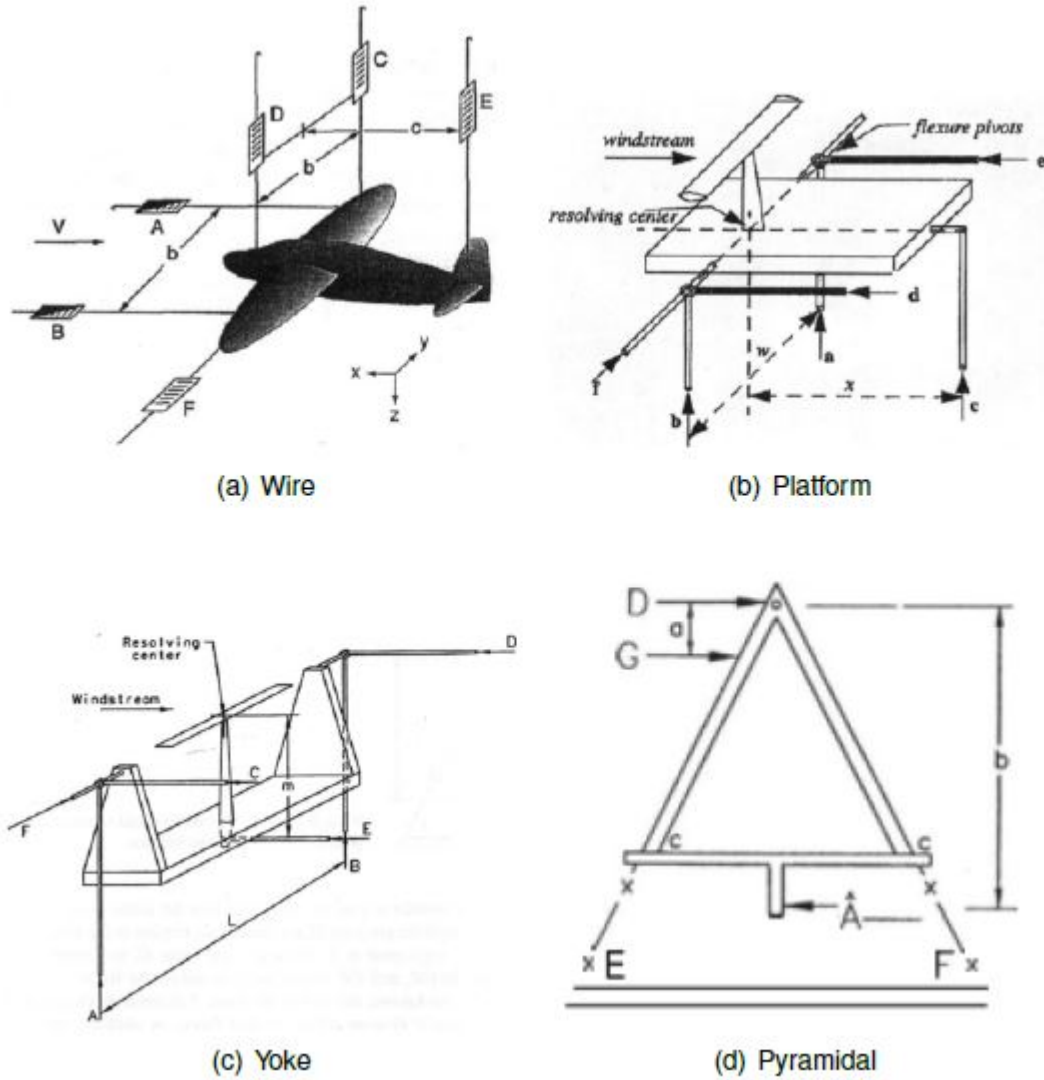 C
D
E
c
b
A
V
b
B
y
x
z
F
(a) Wire
flexure pivots
windstream
e
resolving center
d
w
a
f
x
b
c
(b) Platform
Resolving
center
D
Windstream
C
m
F
E
B
L
A
(c) Yoke
D
a
G
b
c
c
A
E
F
(d) Pyramidal